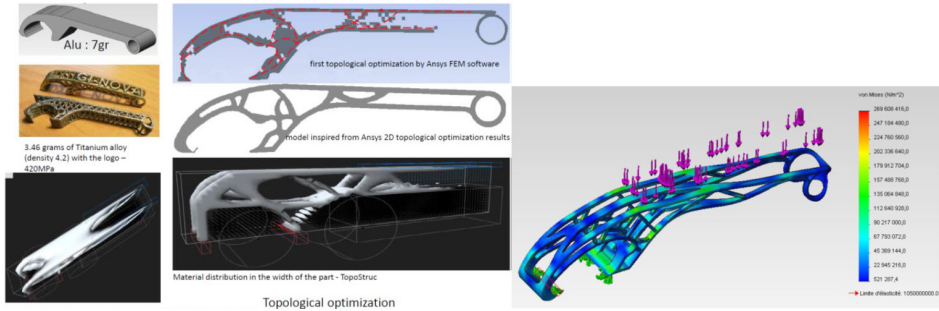 Alu : 7gr
first topological optimization by Ansys FEM software
GENOVA
model inspired from Ansys 2D topological optimization results
3.46 grams of Titanium alloy
(density 4.2) with the logo –
420MPa
Material distribution in the width of the part - TopoStruc
Topological optimization
von Mises (N/m^2)
269 608 416,0
247 184 480,0
224 760 560,0
202 336 640,0
179 912 704,0
157 488 768,0
135 064 848,0
112 640 928,0
90 217 000,0
67 793 072,0
45 369 144,0
22 945 216,0
521 287,4
Limite d'élasticité: 1050000000.0